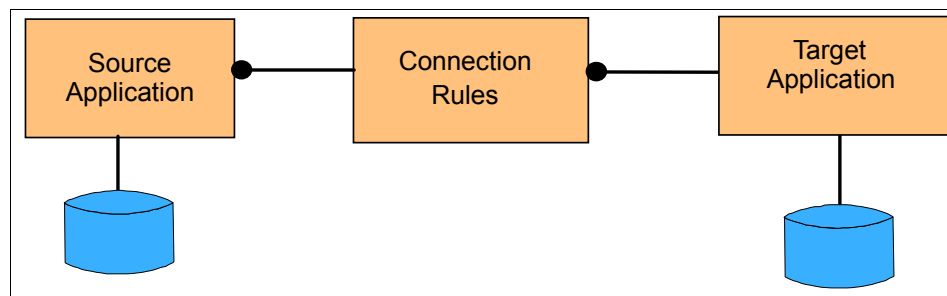 Source
Application
Connection
Rules
Target
Application